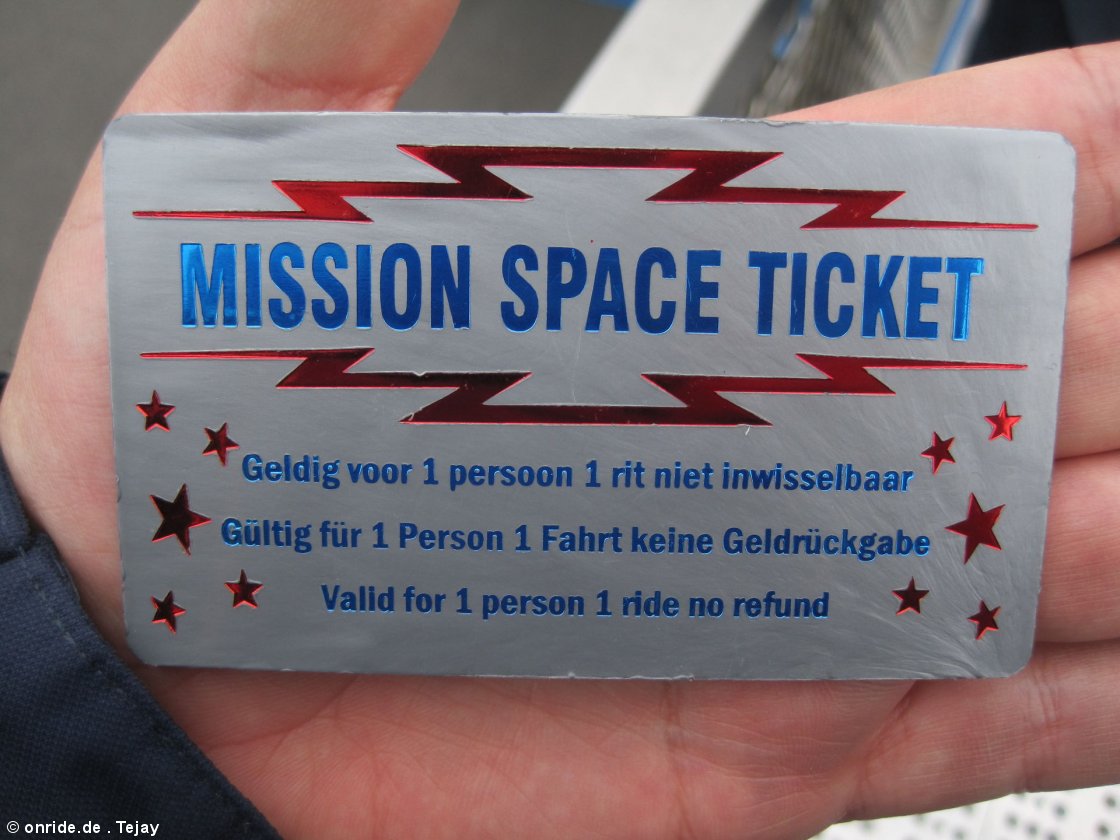 MISSION SPACE TICKET
Geldig voor 1 persoon 1 rit niet inwisselbaar
Gültig für 1 Person 1 Fahrt keine Geldrückgabe
Valid for 1 person 1 ride no refund
© onride.de . Tejay